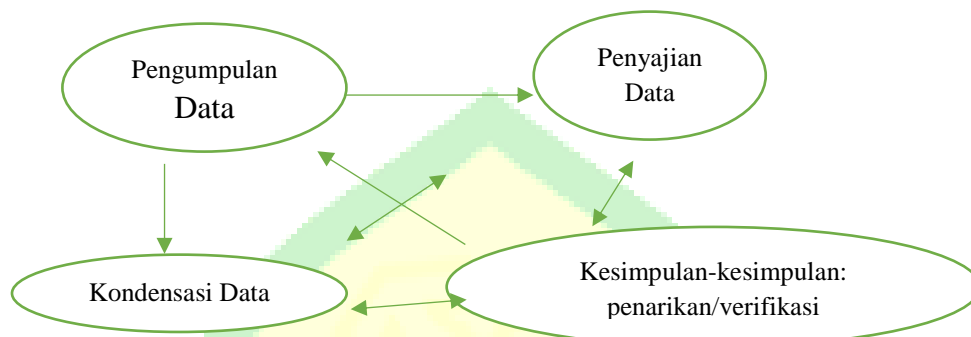 Pengumpulan
Data
Penyajian
Data
Kondensasi Data
Kesimpulan-kesimpulan:
penarikan/verifikasi